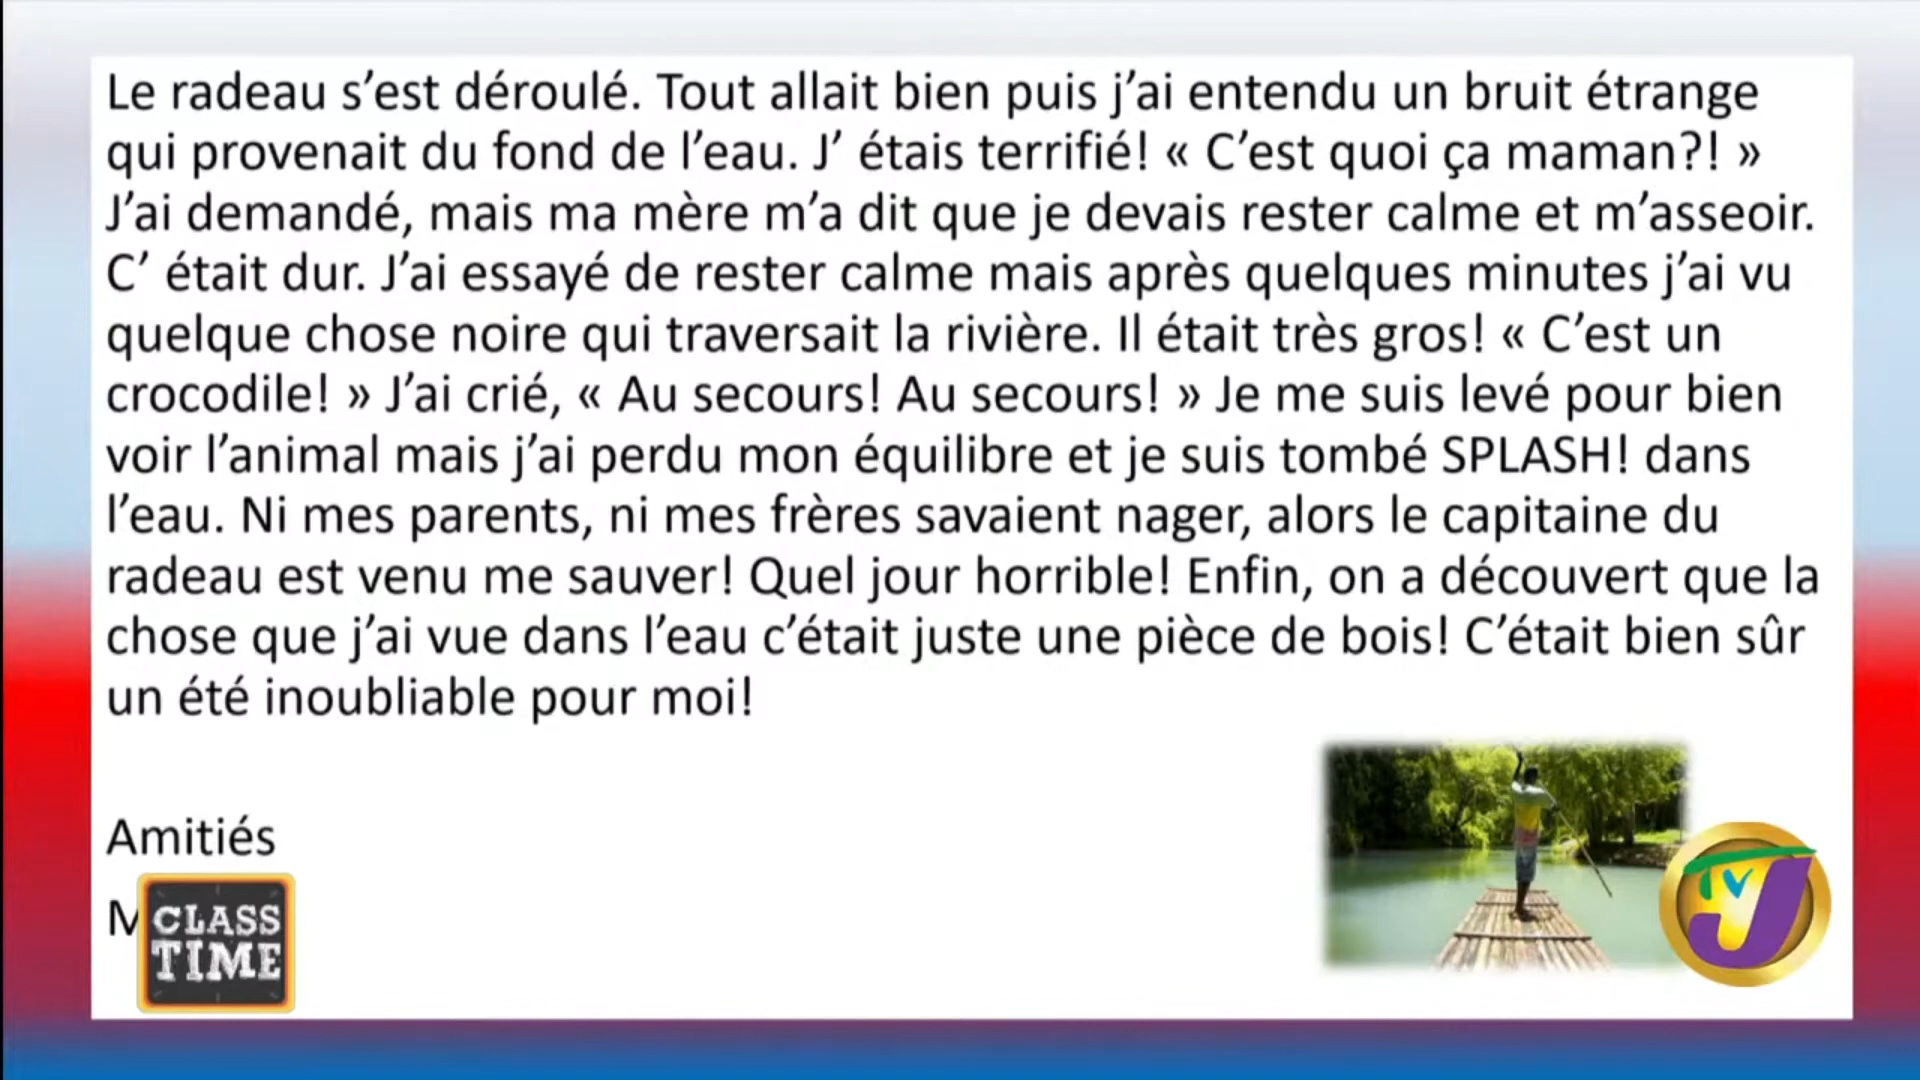 Le radeau s’est déroulé. Tout allait bien puis j’ai entendu un bruit étrange
qui provenait du fond de l’eau. J’ étais terrifié! « C’est quoi ça maman?! »
J’ai demandé, mais ma mère m’a dit que je devais rester calme et m’asseoir.
C’ était dur. J’ai essayé de rester calme mais après quelques minutes j’ai vu
quelque chose noire qui traversait la rivière. Il était très gros! « C’est un
crocodile! » J’ai crié, « Au secours! Au secours! » Je me suis levé pour bien
voir l’animal mais j’ai perdu mon équilibre et je suis tombé SPLASH! dans
l’eau. Ni mes parents, ni mes frères savaient nager, alors le capitaine du
radeau est venu me sauver! Quel jour horrible! Enfin, on a découvert que la
chose que j’ai vue dans l’eau c’était juste une pièce de bois! C’était bien sûr
un été inoubliable pour moi!
Amitiés
CLASS
TIME
TVJ